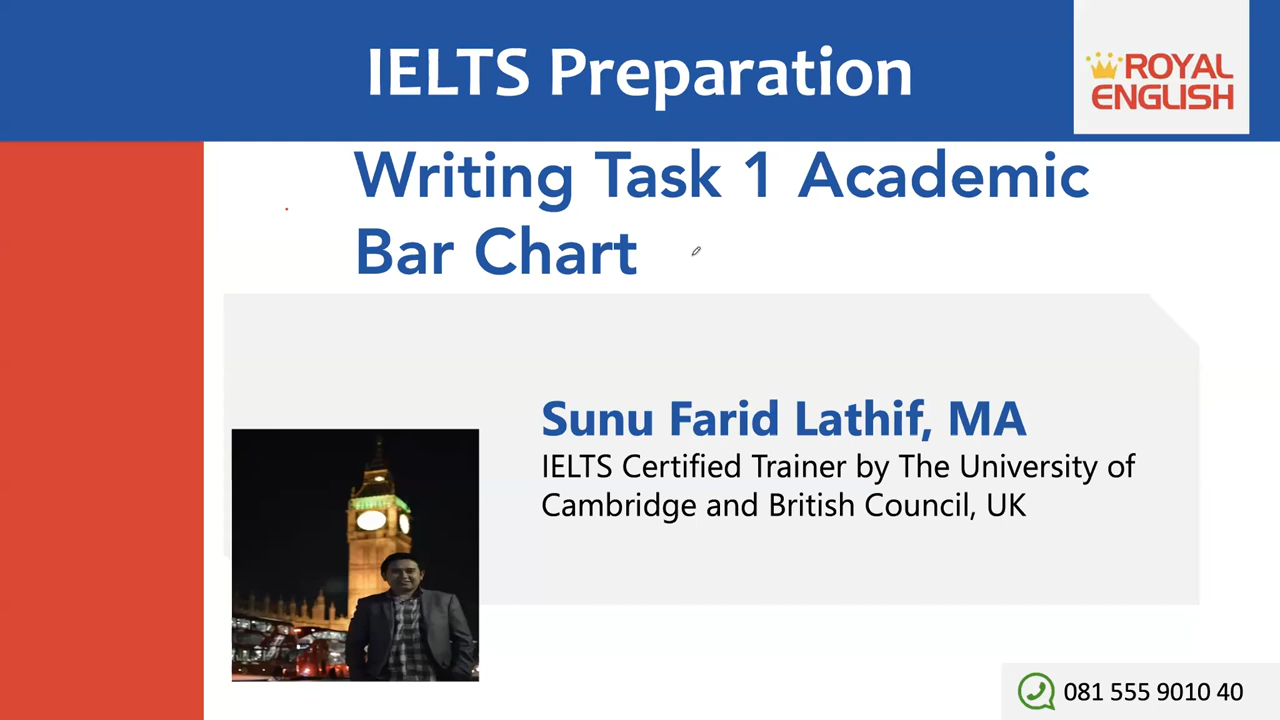 IELTS Preparation
ROYAL
ENGLISH
Writing Task 1 Academic
Bar Chart
Sunu Farid Lathif, MA
IELTS Certified Trainer by The University of
Cambridge and British Council, UK
081 555 9010 40